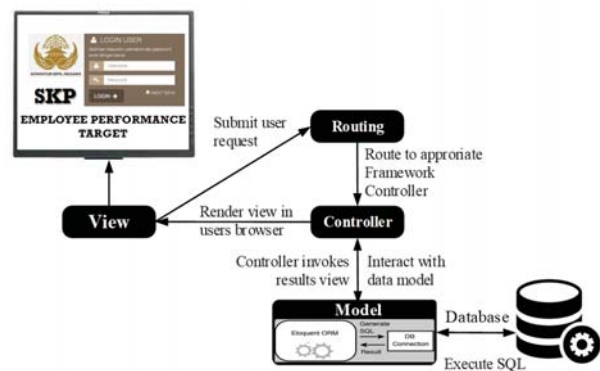 LOGIN USER
SKP
LOGIN
EMPLOYEE PERFORMANCE
TARGET
Submit user
request
Routing
Route to approriate
Framework
Controller
View
Render view in
users browser
Controller
Controller invokes
results view
Interact with
data model
Model
Eloquent ORM
Generate
SQL
Result
DB
Connection
Database
Execute SQL